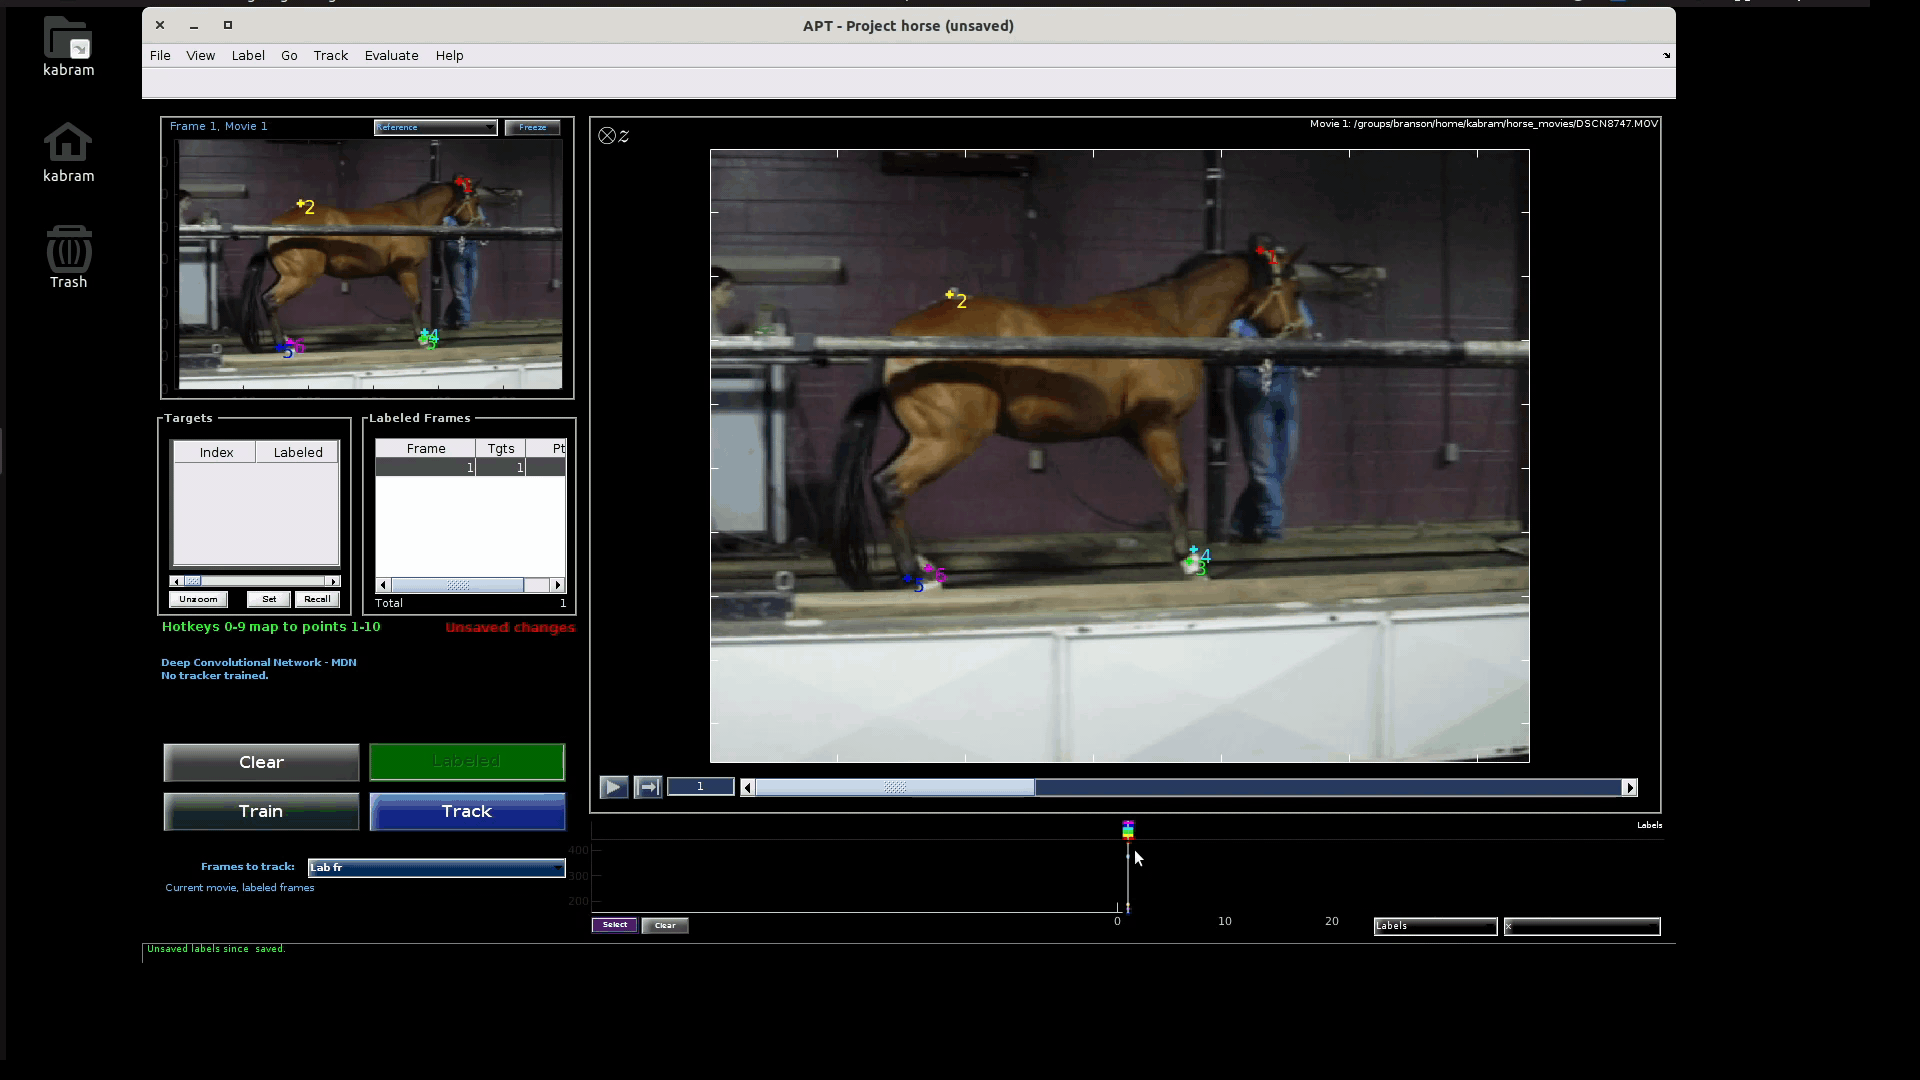 APT - Project horse (unsaved)
kabram
File View Label Go Track Evaluate Help
Frame 1, Movie 1 Reference Freeze
z
Movie 1: /groups/branson/home/kabram/horse_movies/DSCN8747.MOV
kabram
Trash
1
2
3
4
5
6
1
2
3
4
5
6
Targets
Index Labeled
Unzoom Set Recall
Labeled Frames
Frame Tgts Pt
1 1
Total 1
Hotkeys 0-9 map to points 1-10
Unsaved changes
Deep Convolutional Network - MDN
No tracker trained.
Clear Labeled
Train Track
1
Labels
Frames to track: Lab fr
Current movie, labeled frames
400
300
200
Select Clear
0 10 20
Labels x
Unsaved labels since saved.